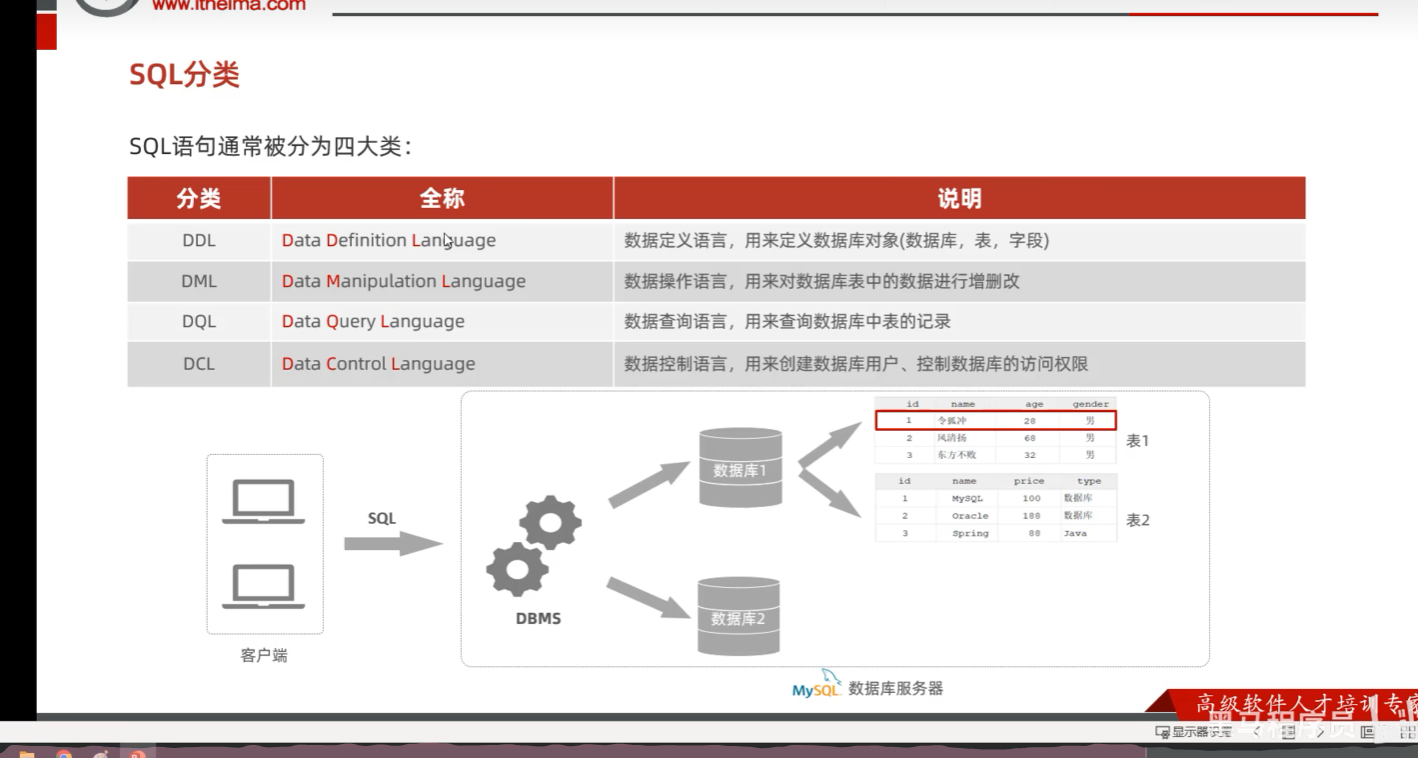 www.itheima.com
SQL分类
SQL语句通常被分为四大类：
分类 全称 说明
DDL Data Definition Language 数据定义语言，用来定义数据库对象(数据库，表，字段)
DML Data Manipulation Language 数据操作语言，用来对数据库表中的数据进行增删改
DQL Data Query Language 数据查询语言，用来查询数据库中表的记录
DCL Data Control Language 数据控制语言，用来创建数据库用户、控制数据库的访问权限
id name age gender
1 令狐冲 28 男
2 风清扬 68 男
3 东方不败 32 男
表1
数据库1
id name price type
1 MySQL 100 数据库
2 Oracle 188 数据库
3 Spring 88 Java
表2
SQL
DBMS
数据库2
客户端
MySQL 数据库服务器
高级软件人才培训专家
黑马程序员
显示器设置